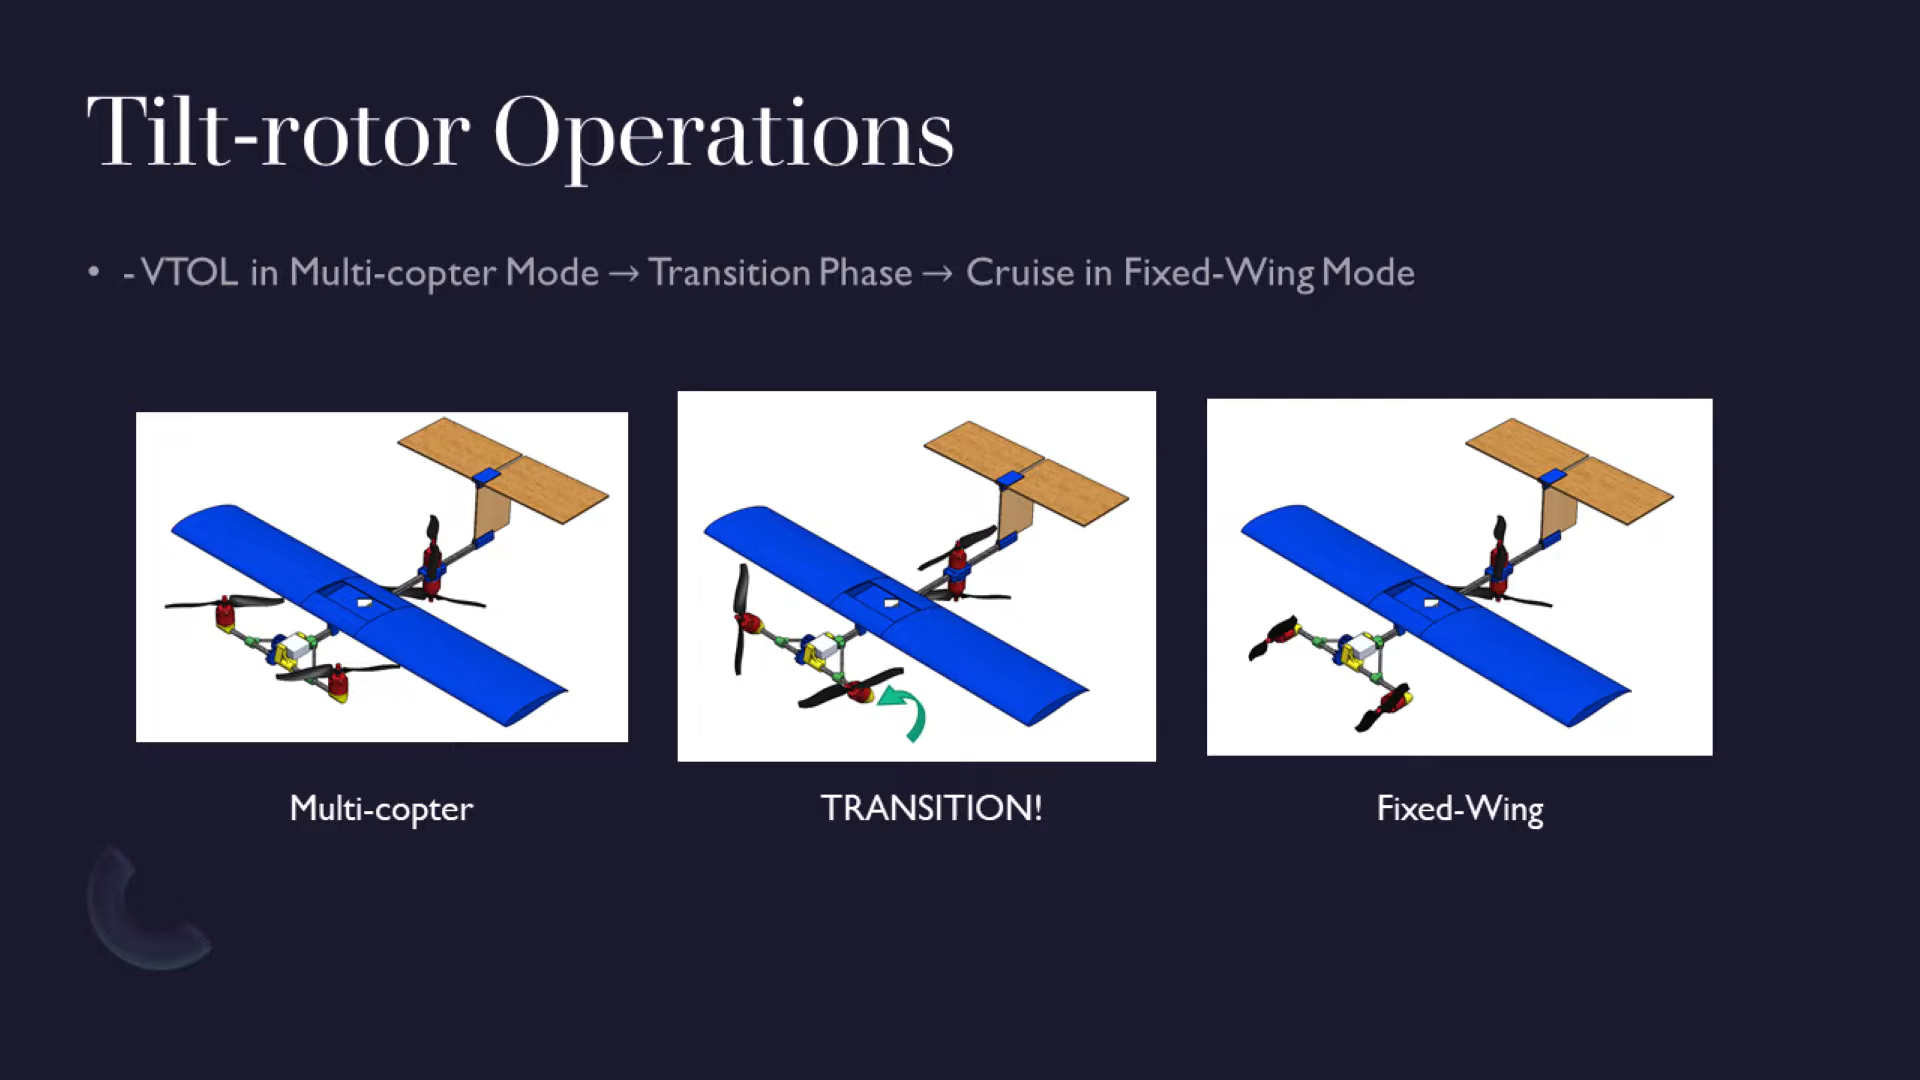 Tilt-rotor Operations
• - VTOL in Multi-copter Mode → Transition Phase → Cruise in Fixed-Wing Mode
Multi-copter
TRANSITION!
Fixed-Wing